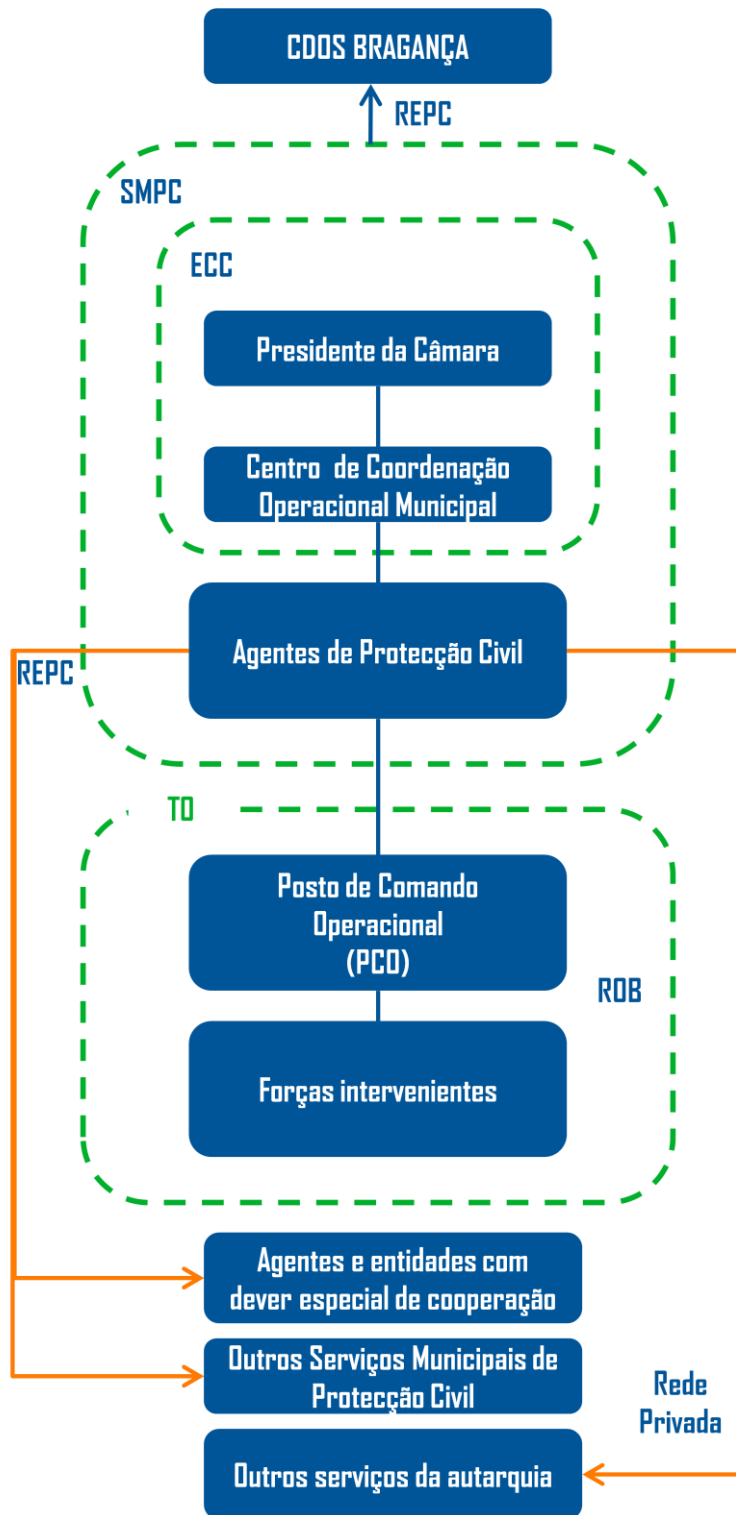 CDOS BRAGANÇA
REPC
SMPC
ECC
Presidente da Câmara
Centro de Coordenação
Operacional Municipal
Agentes de Protecção Civil
REPC
TO
Posto de Comando
Operacional
(PCO)
ROB
Forças intervenientes
Agentes e entidades com
dever especial de cooperação
Outros Serviços Municipais de
Protecção Civil
Rede
Privada
Outros serviços da autarquia